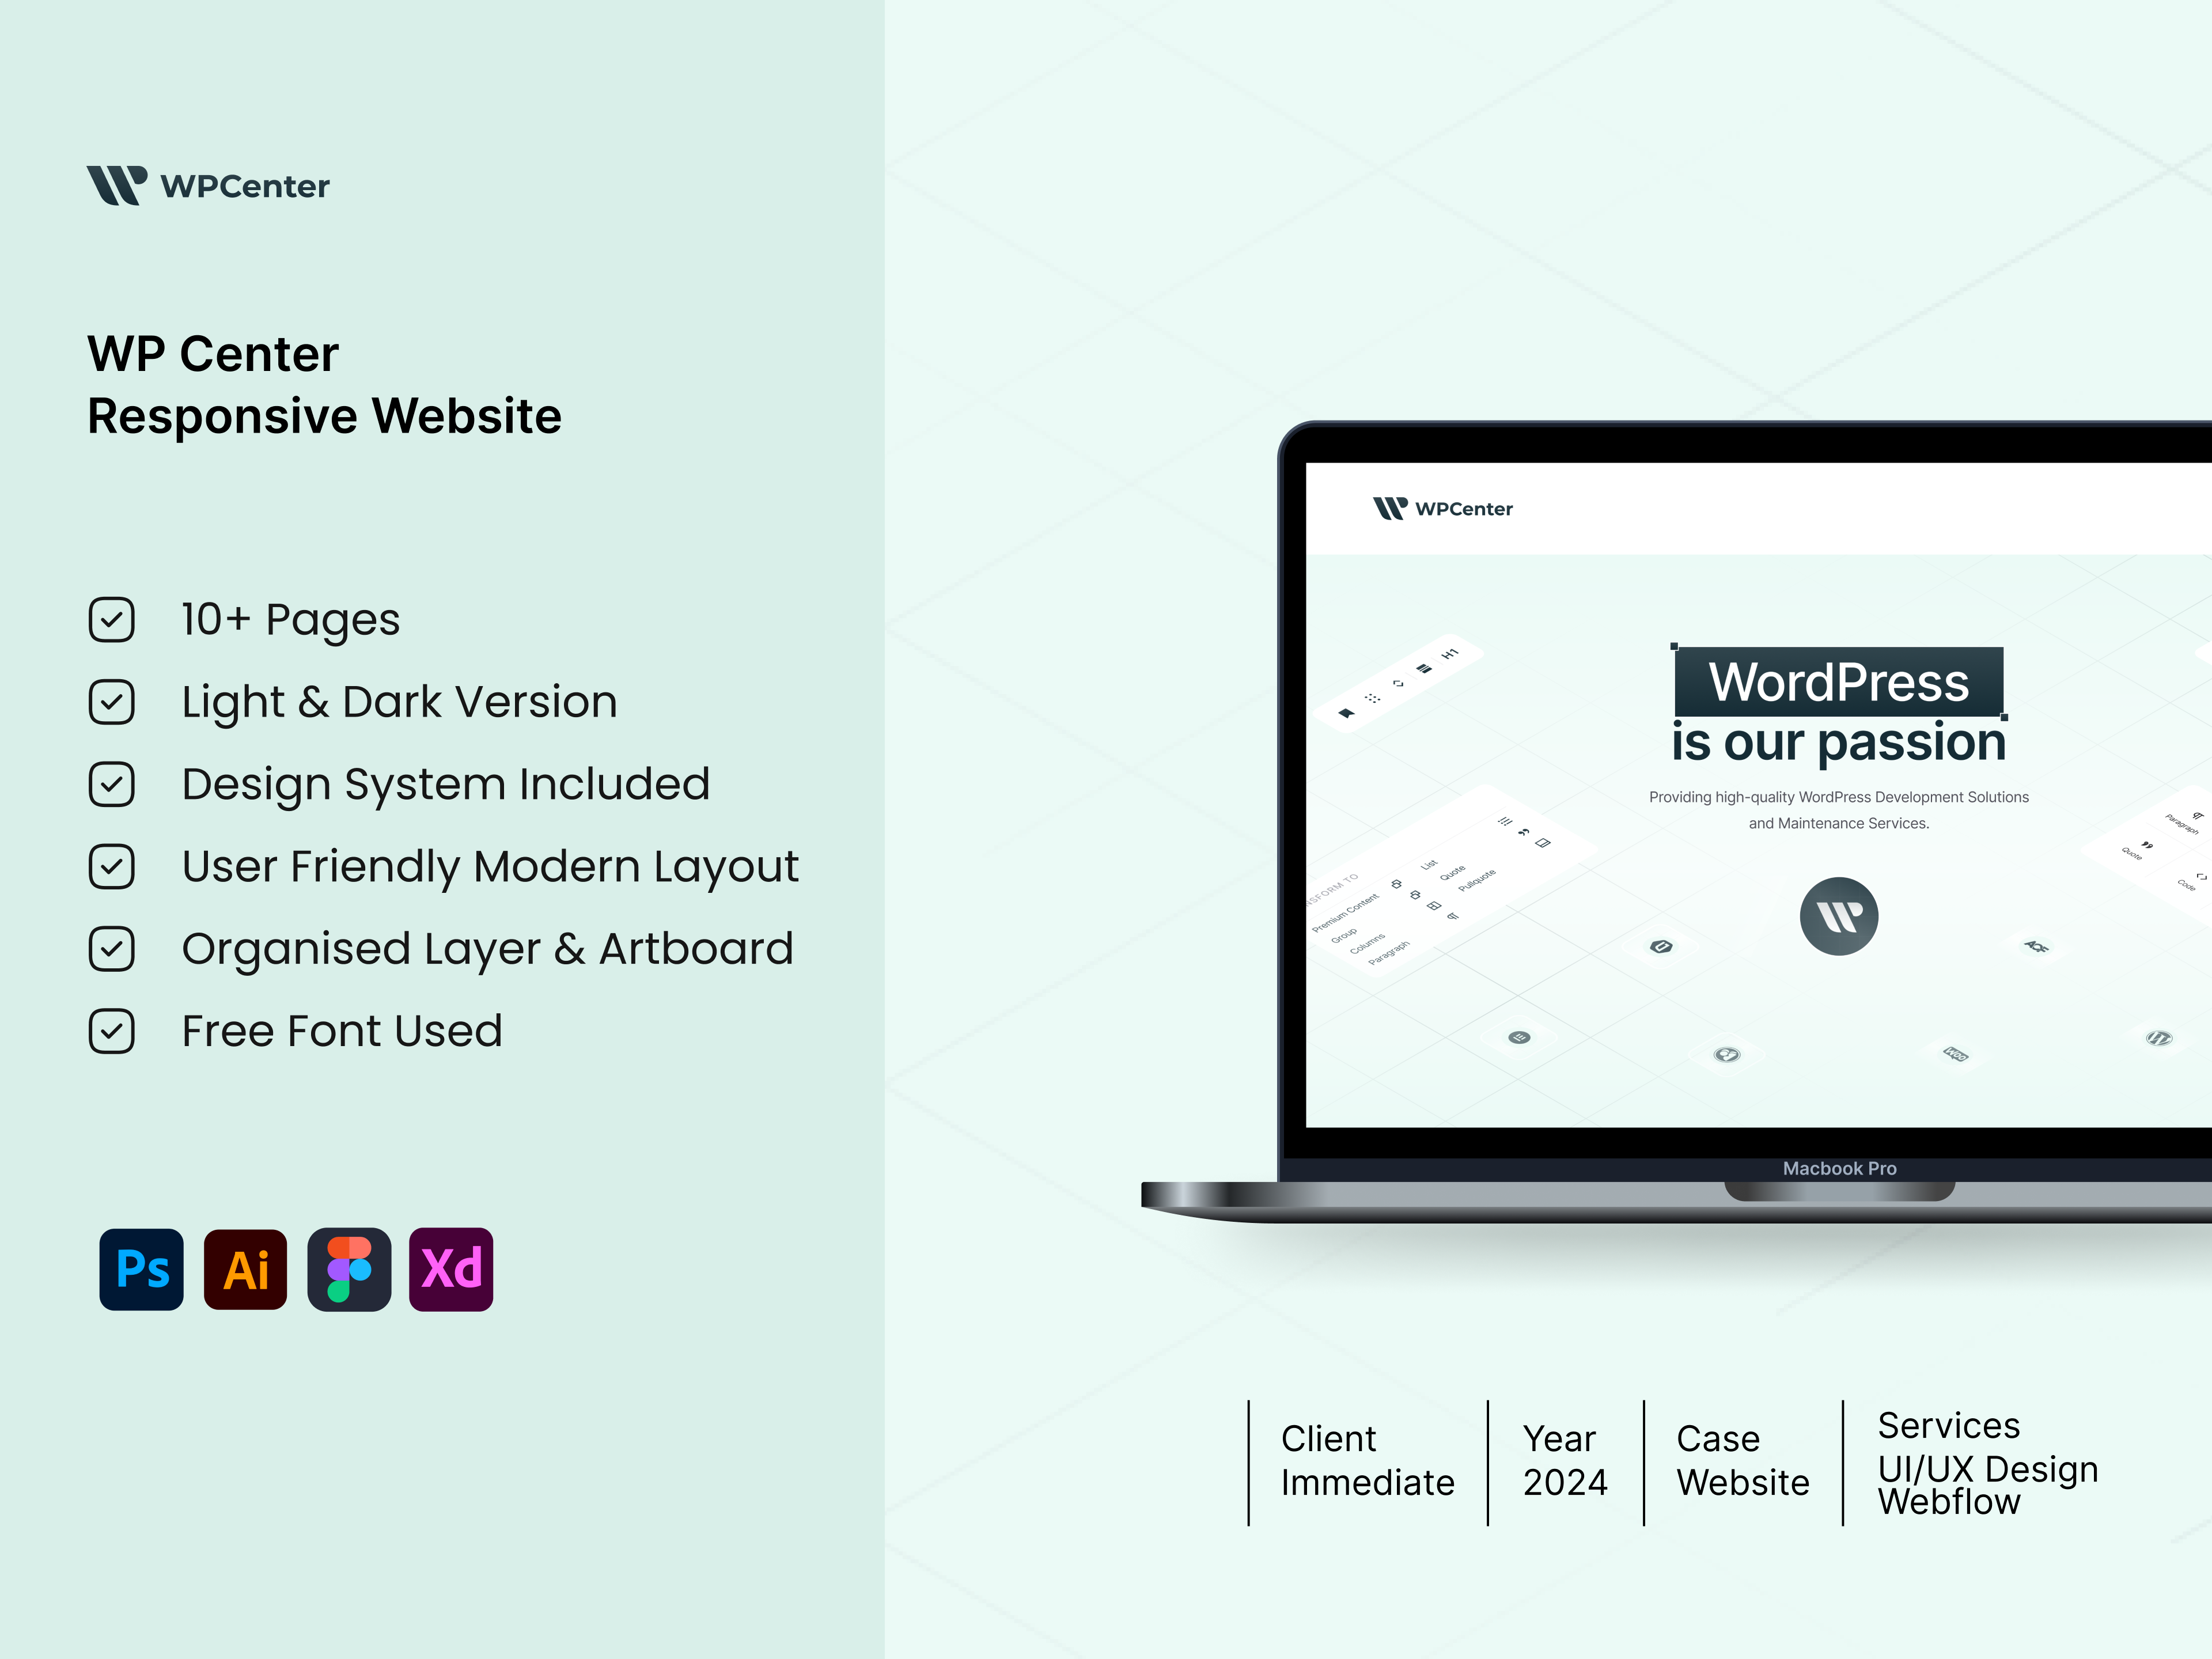 WPCenter
WP Center
Responsive Website
10+ Pages
Light & Dark Version
Design System Included
User Friendly Modern Layout
Organised Layer & Artboard
Free Font Used
Ps Ai Xd
WPCenter
H1
WordPress
is our passion
Providing high-quality WordPress Development Solutions
and Maintenance Services.
NSFORM TO
Premium Content
Group
Columns
Paragraph
List
Quote
Pullquote
Paragraph
Quote
Code
ACF
Woo
Macbook Pro
Client
Immediate
Year
2024
Case
Website
Services
UI/UX Design
Webflow